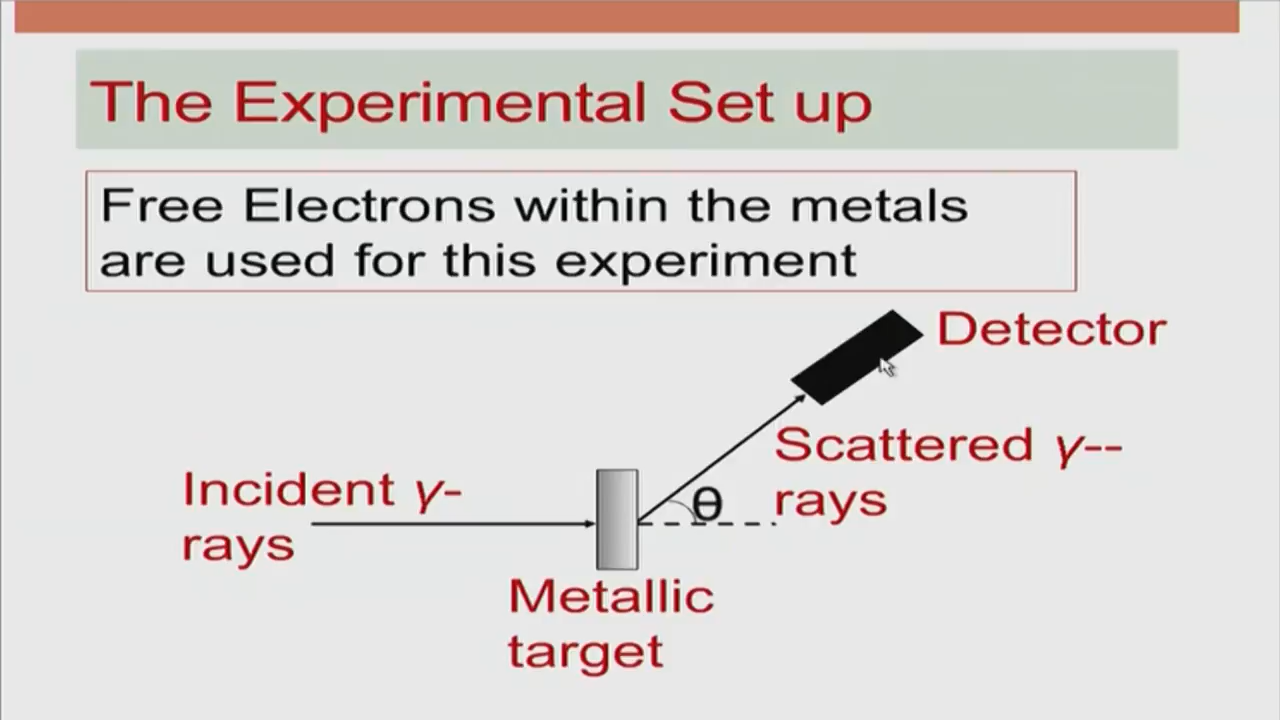 The Experimental Set up
Free Electrons within the metals
are used for this experiment
Detector
Scattered γ--
rays
Incident γ-
rays
θ
Metallic
target